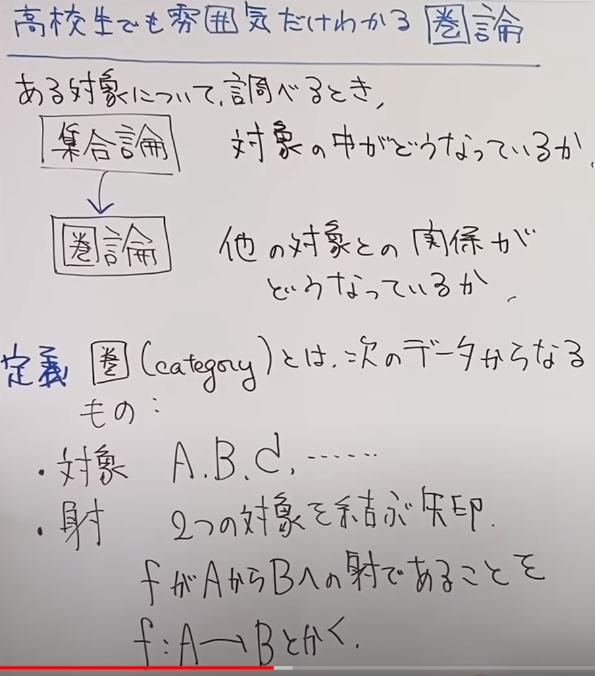 高校生でも雰囲気だけわかる 圏論
ある対象について、調べるとき,
集合論 対象の中がどうなっているか.
圏論 他の対象との関係が
どうなっているか.
定義 圏(category)とは、次のデータからなる
もの:
・対象 A.B.C, ……
・射 2つの対象を結ぶ矢印.
fがAからBへの射であることを
f:A→Bとかく.